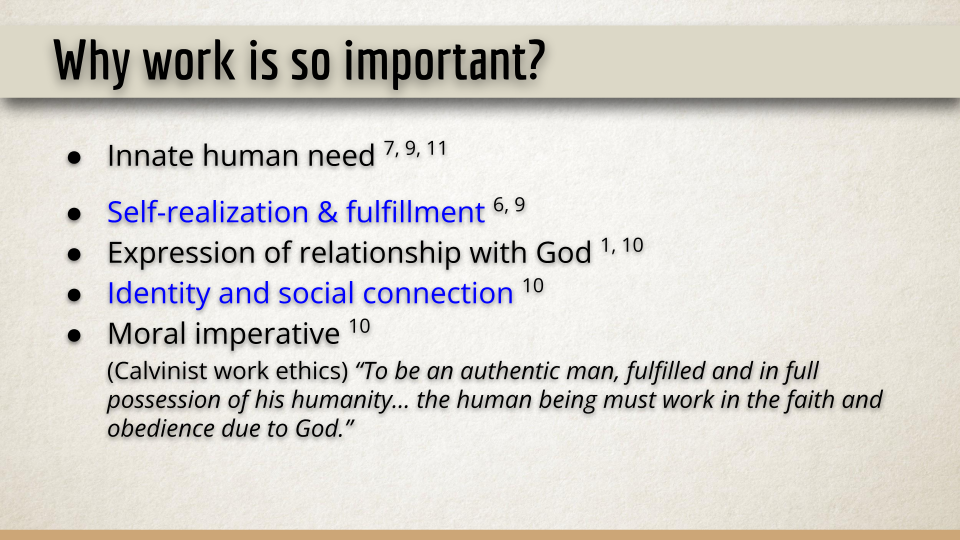 Why work is so important?
● Innate human need 7, 9, 11
● Self-realization & fulfillment 6, 9
● Expression of relationship with God 1, 10
● Identity and social connection 10
● Moral imperative 10
(Calvinist work ethics) “To be an authentic man, fulfilled and in full
possession of his humanity… the human being must work in the faith and
obedience due to God.”